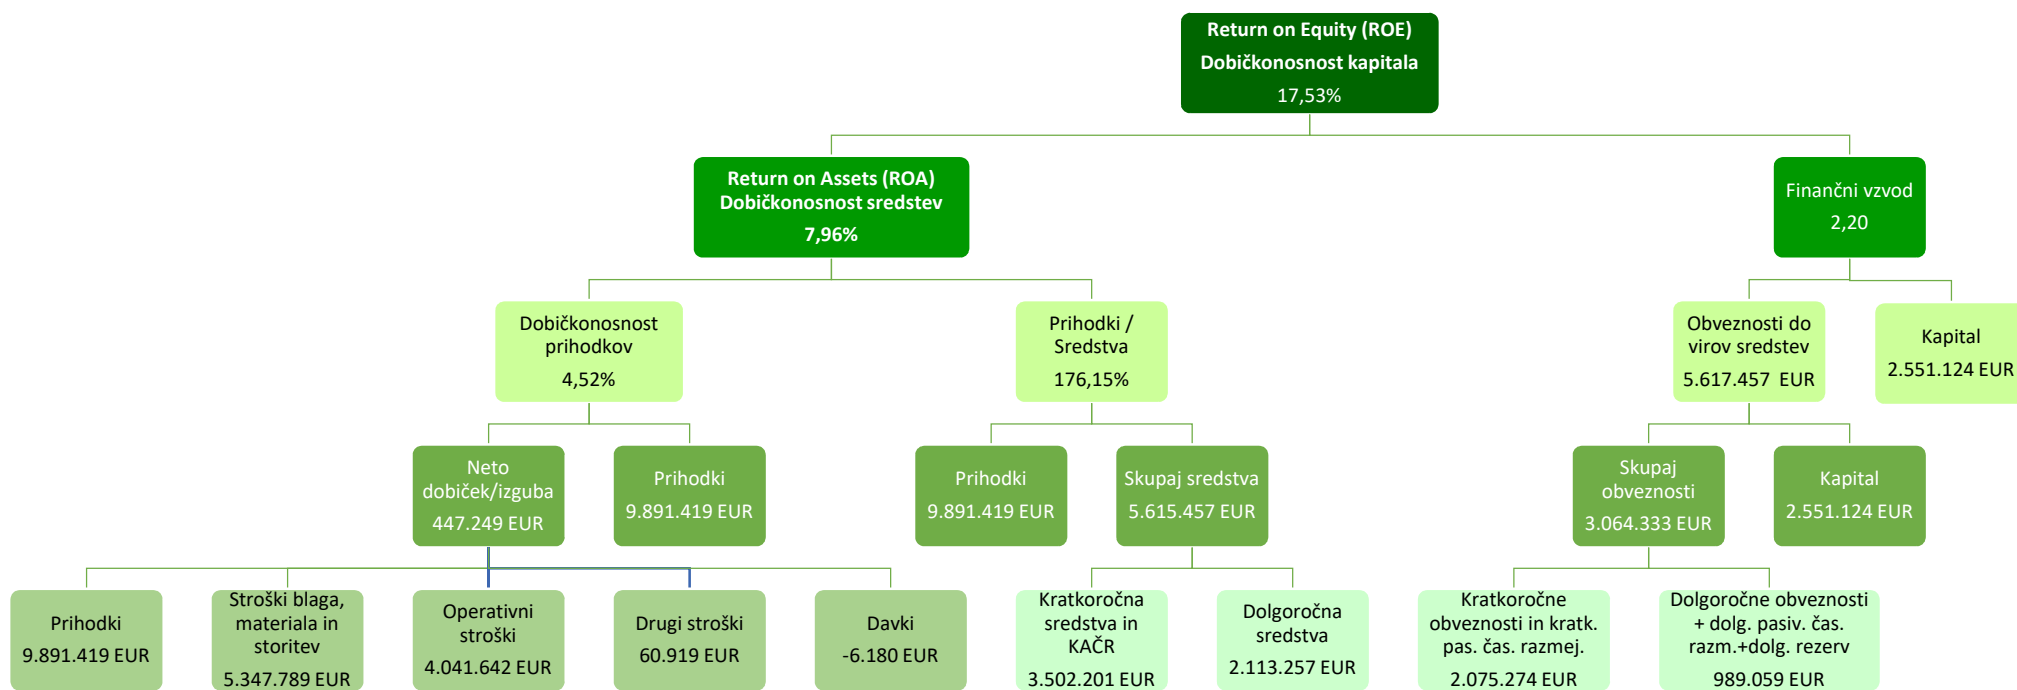 Return on Equity (ROE)
Dobičkonosnost kapitala
17,53%
Return on Assets (ROA)
Dobičkonosnost sredstev
7,96%
Finančni vzvod
2,20
Dobičkonosnost
prihodkov
4,52%
Prihodki /
Sredstva
176,15%
Obveznosti do
virov sredstev
5.617.457 EUR
Kapital
2.551.124 EUR
Neto
dobiček/izguba
447.249 EUR
Prihodki
9.891.419 EUR
Prihodki
9.891.419 EUR
Skupaj sredstva
5.615.457 EUR
Skupaj
obveznosti
3.064.333 EUR
Kapital
2.551.124 EUR
Prihodki
9.891.419 EUR
Stroški blaga,
materiala in
storitev
5.347.789 EUR
Operativni
stroški
4.041.642 EUR
Drugi stroški
60.919 EUR
Davki
-6.180 EUR
Kratkoročna
sredstva in
KAČR
3.502.201 EUR
Dolgoročna
sredstva
2.113.257 EUR
Kratkoročne
obveznosti in kratk.
pas. čas. razmej.
2.075.274 EUR
Dolgoročne obveznosti
+ dolg. pasiv. čas.
razm.+dolg. rezerv
989.059 EUR